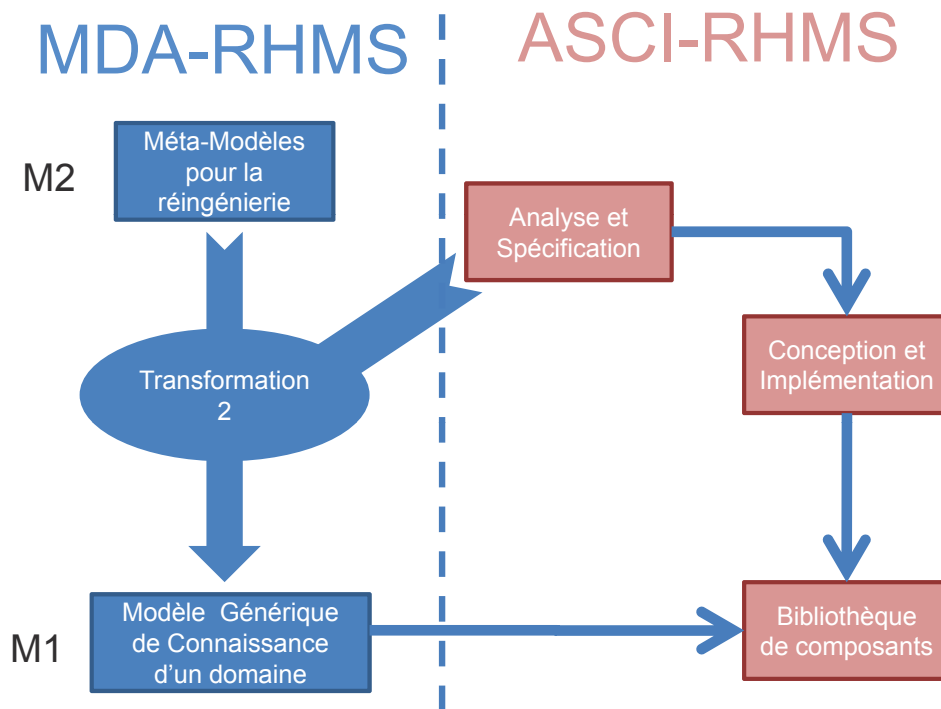 MDA-RHMS
ASCI-RHMS
M2
Méta-Modèles
pour la
réingénierie
Analyse et
Spécification
Transformation
2
Conception et
Implémentation
M1
Modèle Générique
de Connaissance
d'un domaine
Bibliothèque
de composants